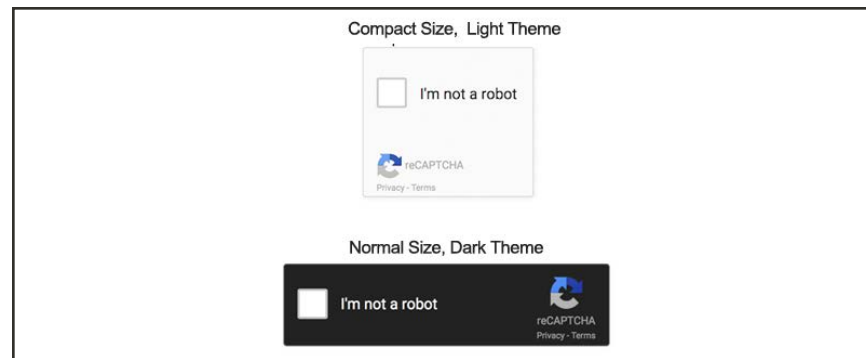 Compact Size, Light Theme
I'm not a robot
reCAPTCHA
Privacy - Terms
Normal Size, Dark Theme
I'm not a robot
reCAPTCHA
Privacy - Terms